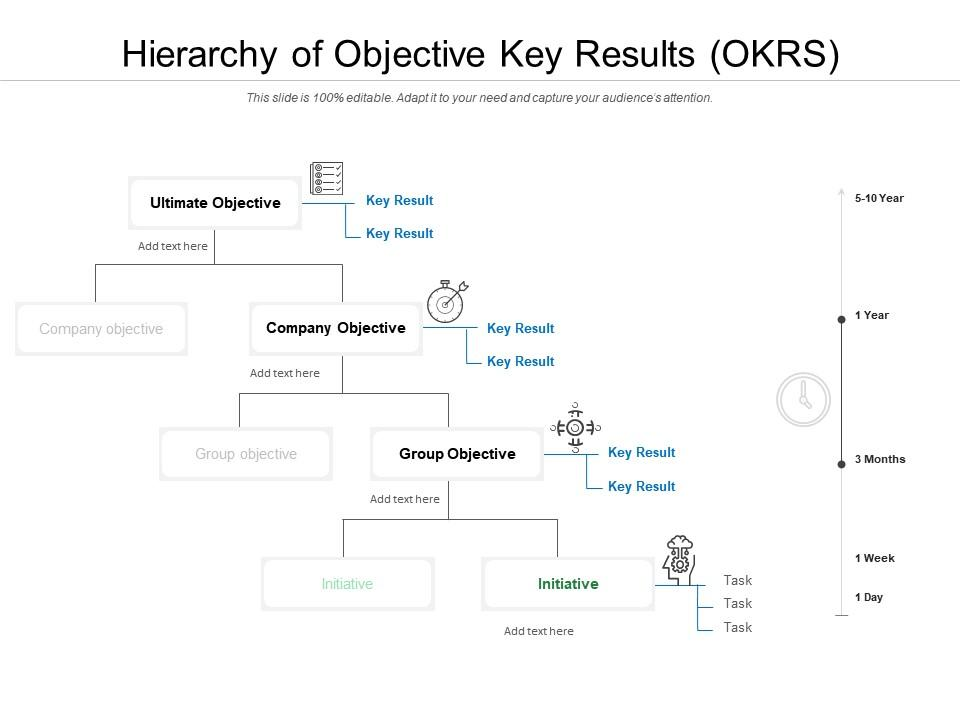 Hierarchy of Objective Key Results (OKRS)
This slide is 100% editable. Adapt it to your need and capture your audience's attention.
Ultimate Objective
Key Result
Key Result
5-10 Year
Add text here
Company objective
Company Objective
Key Result
Key Result
1 Year
Add text here
Group objective
Group Objective
Key Result
Key Result
3 Months
Add text here
Initiative
Initiative
Task
Task
Task
1 Week
1 Day
Add text here